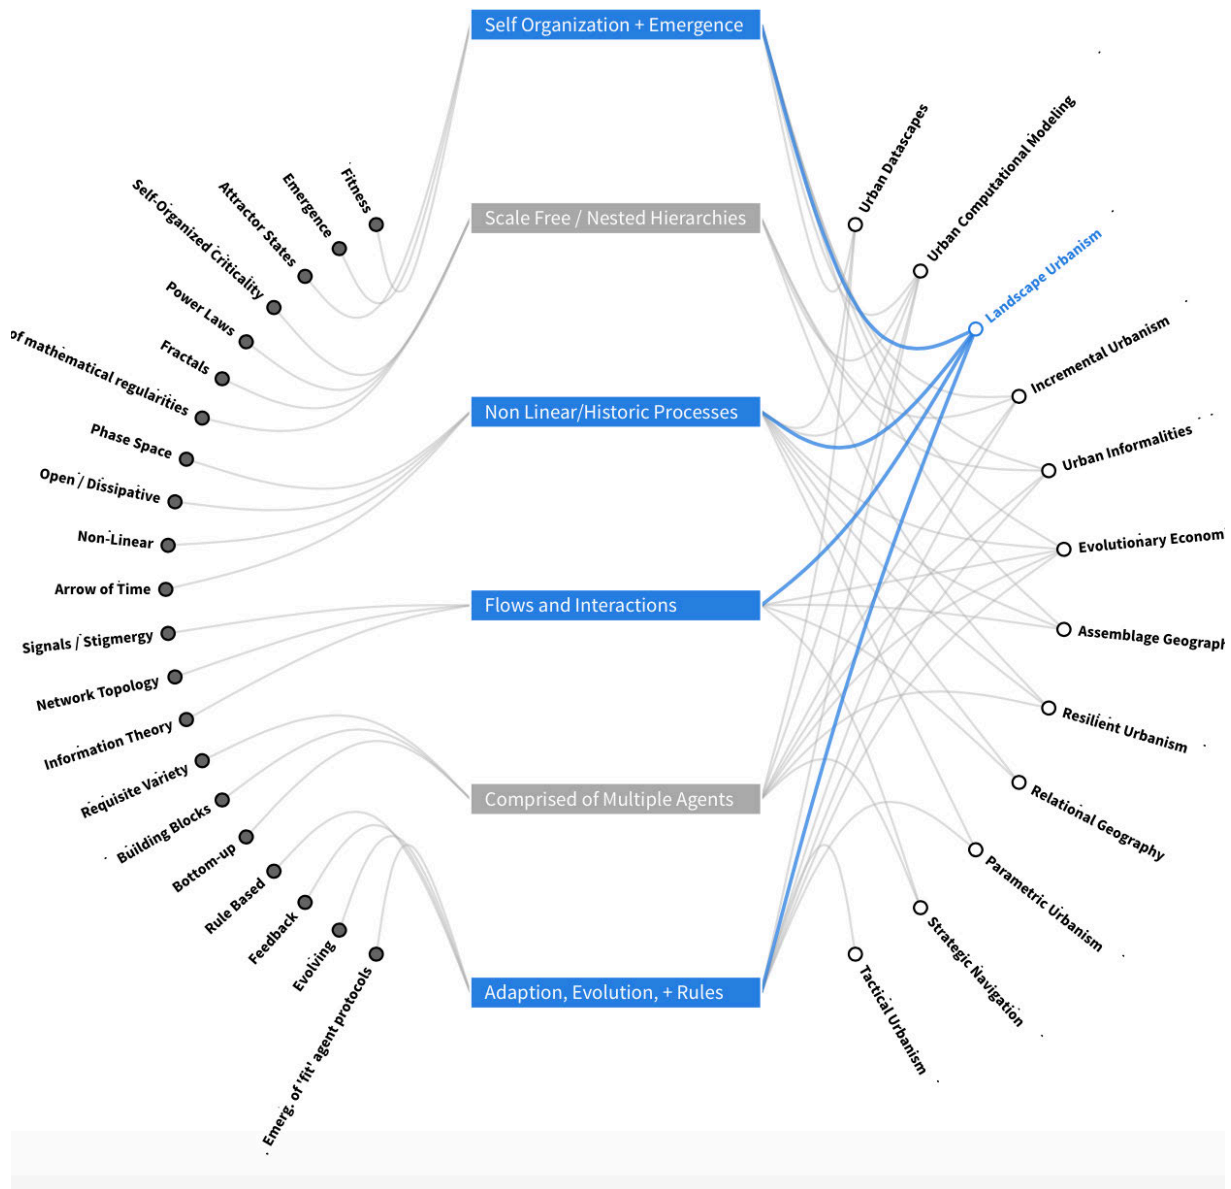 Self Organization + Emergence
Scale Free / Nested Hierarchies
Non Linear/Historic Processes
Flows and Interactions
Comprised of Multiple Agents
Adaption, Evolution, + Rules
Fitness
Emergence
Attractor States
Self-Organized Criticality
Power Laws
Fractals
of mathematical regularities
Phase Space
Open / Dissipative
Non-Linear
Arrow of Time
Signals / Stigmergy
Network Topology
Information Theory
Requisite Variety
Building Blocks
Bottom-up
Rule Based
Feedback
Evolving
Emerg. of 'fit' agent protocols
Urban Datascapes
Urban Computational Modeling
Landscape Urbanism
Incremental Urbanism
Urban Informalities
Evolutionary Econom
Assemblage Geograph
Resilient Urbanism
Relational Geography
Parametric Urbanism
Strategic Navigation
Tactical Urbanism